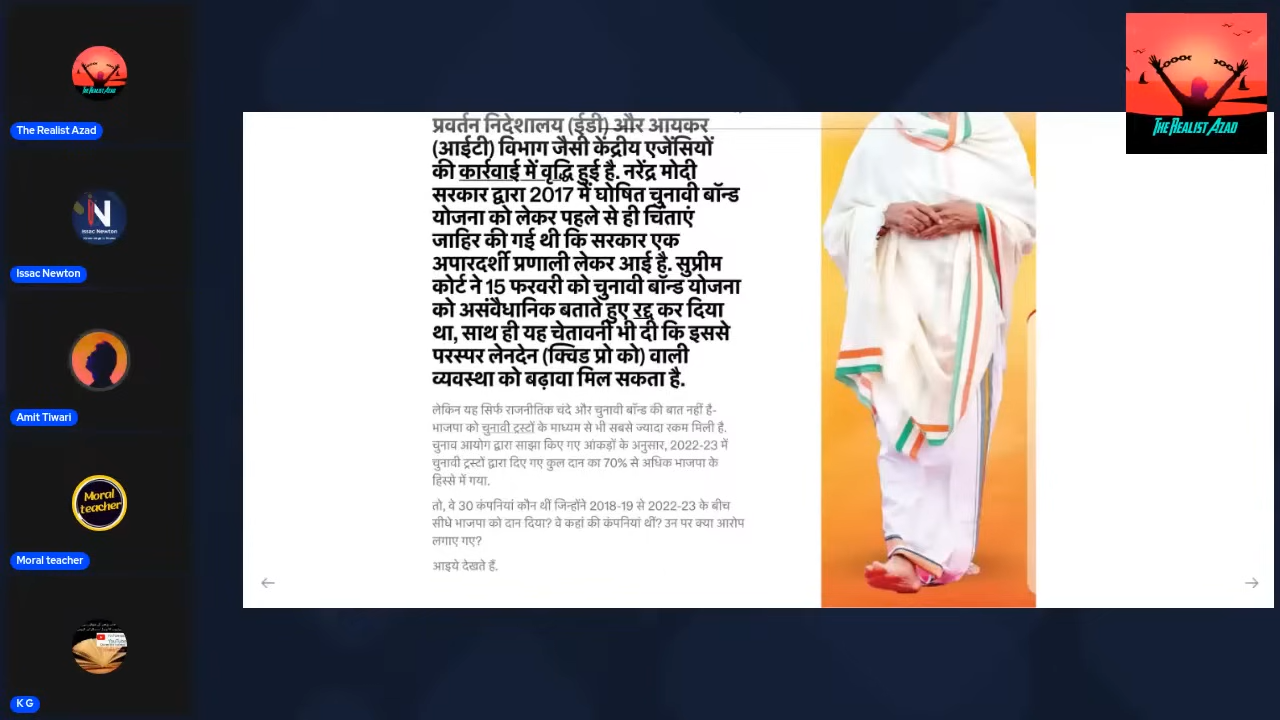 The Realist Azad
Issac Newton
Amit Tiwari
Moral teacher
Moral teacher
K G
प्रवर्तन निदेशालय (ईडी) और आयकर
(आईटी) विभाग जैसी केंद्रीय एजेंसियों
की कार्रवाई में वृद्धि हुई है. नरेंद्र मोदी
सरकार द्वारा 2017 में घोषित चुनावी बॉन्ड
योजना को लेकर पहले से ही चिंताएं
जाहिर की गई थी कि सरकार एक
अपारदर्शी प्रणाली लेकर आई है. सुप्रीम
कोर्ट ने 15 फरवरी को चुनावी बॉन्ड योजना
को असंवैधानिक बताते हुए रद्द कर दिया
था, साथ ही यह चेतावनी भी दी कि इससे
परस्पर लेनदेन (क्विड प्रो को) वाली
व्यवस्था को बढ़ावा मिल सकता है.
लेकिन यह सिर्फ राजनीतिक चंदे और चुनावी बॉन्ड की बात नहीं है-
भाजपा को चुनावी ट्रस्टों के माध्यम से भी सबसे ज्यादा रकम मिली है.
चुनाव आयोग द्वारा साझा किए गए आंकड़ों के अनुसार, 2022-23 में
चुनावी ट्रस्टों द्वारा दिए गए कुल दान का 70% से अधिक भाजपा के
हिस्से में गया.
तो, वे 30 कंपनियां कौन थीं जिन्होंने 2018-19 से 2022-23 के बीच
सीधे भाजपा को दान दिया? वे कहां की कंपनियां थीं? उन पर क्या आरोप
लगाए गए?
आइये देखते हैं.
THE REALIST AZAD